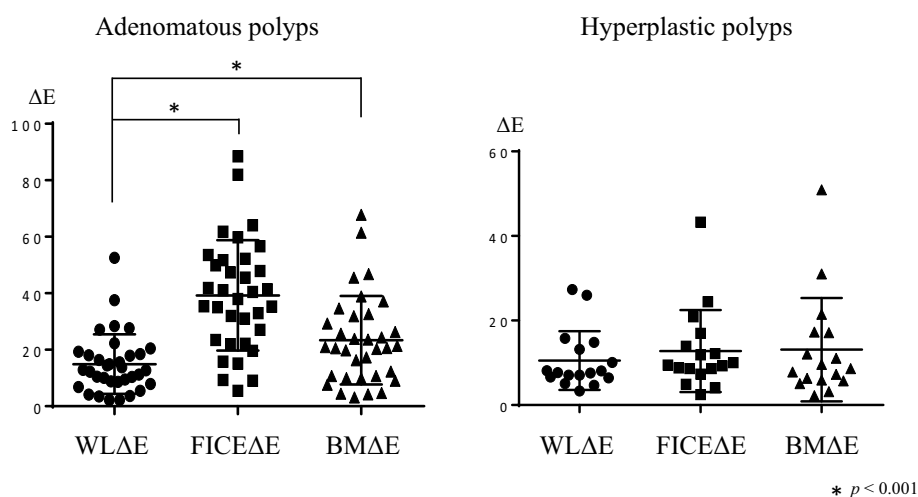 Adenomatous polyps
Hyperplastic polyps
*
*
ΔE
100
80
60
40
20
0
WLΔE FICEΔE BMΔE
ΔE
60
40
20
0
WLΔE FICEΔE BMΔE
* p < 0.001